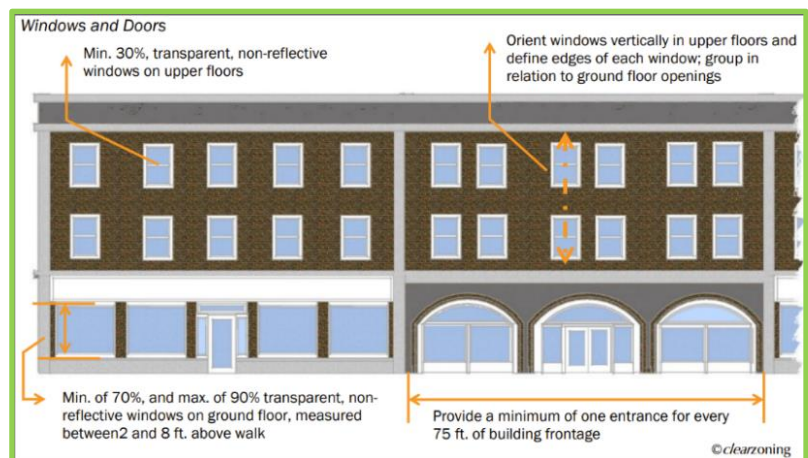 Windows and Doors
Min. 30%, transparent, non-reflective
windows on upper floors
Orient windows vertically in upper floors and
define edges of each window; group in
relation to ground floor openings
Min. of 70%, and max. of 90% transparent, non-
reflective windows on ground floor, measured
between2 and 8 ft. above walk
Provide a minimum of one entrance for every
75 ft. of building frontage
©clearzoning